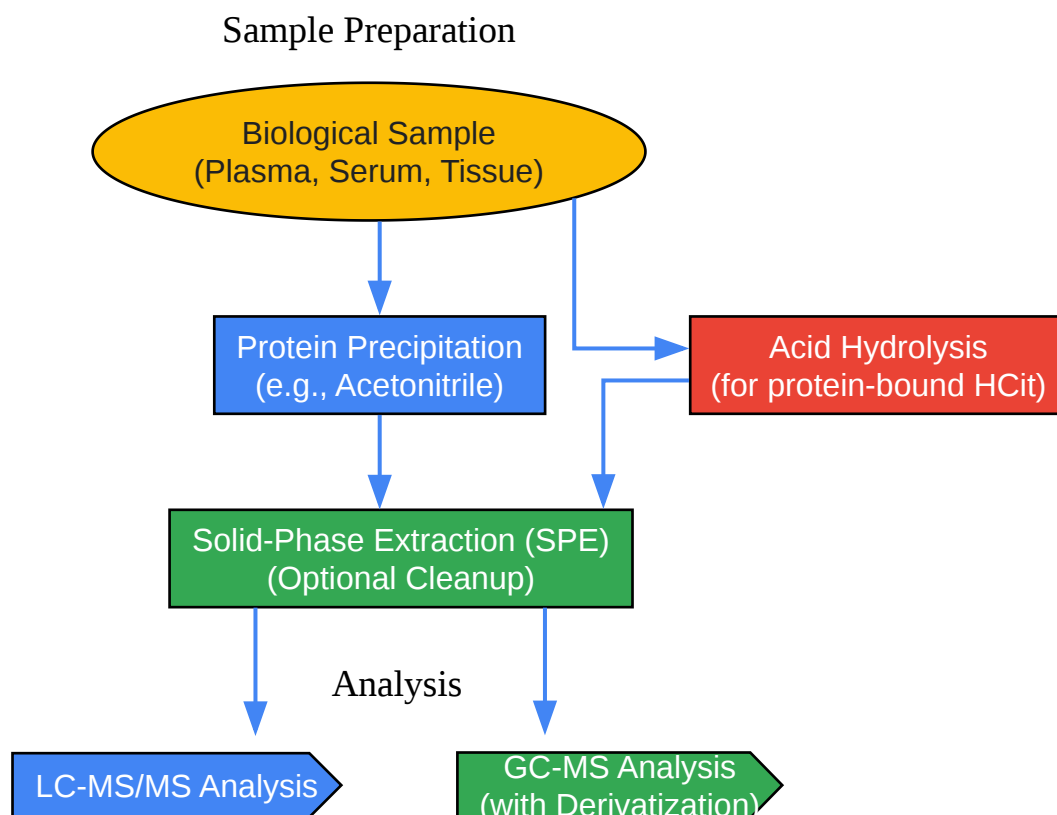 Sample Preparation
Biological Sample
(Plasma, Serum, Tissue)
Protein Precipitation
(e.g., Acetonitrile)
Acid Hydrolysis
(for protein-bound HCit)
Solid-Phase Extraction (SPE)
(Optional Cleanup)
Analysis
LC-MS/MS Analysis
GC-MS Analysis
(with Derivatization)